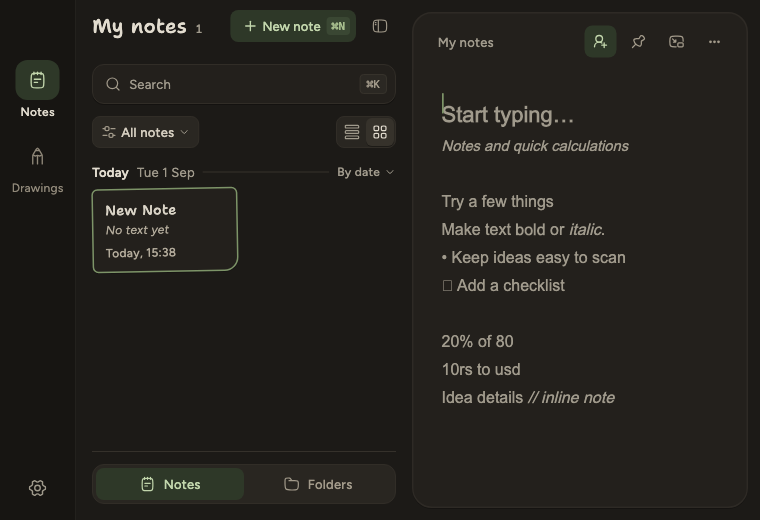 My notes 1
New note ⌘N
Search ⌘K
All notes
Today Tue 1 Sep By date
New Note
No text yet
Today, 15:38
Notes
Drawings
Notes
Folders
My notes
Start typing...
Notes and quick calculations
Try a few things
Make text bold or italic.
• Keep ideas easy to scan
☐ Add a checklist
20% of 80
10rs to usd
Idea details // inline note